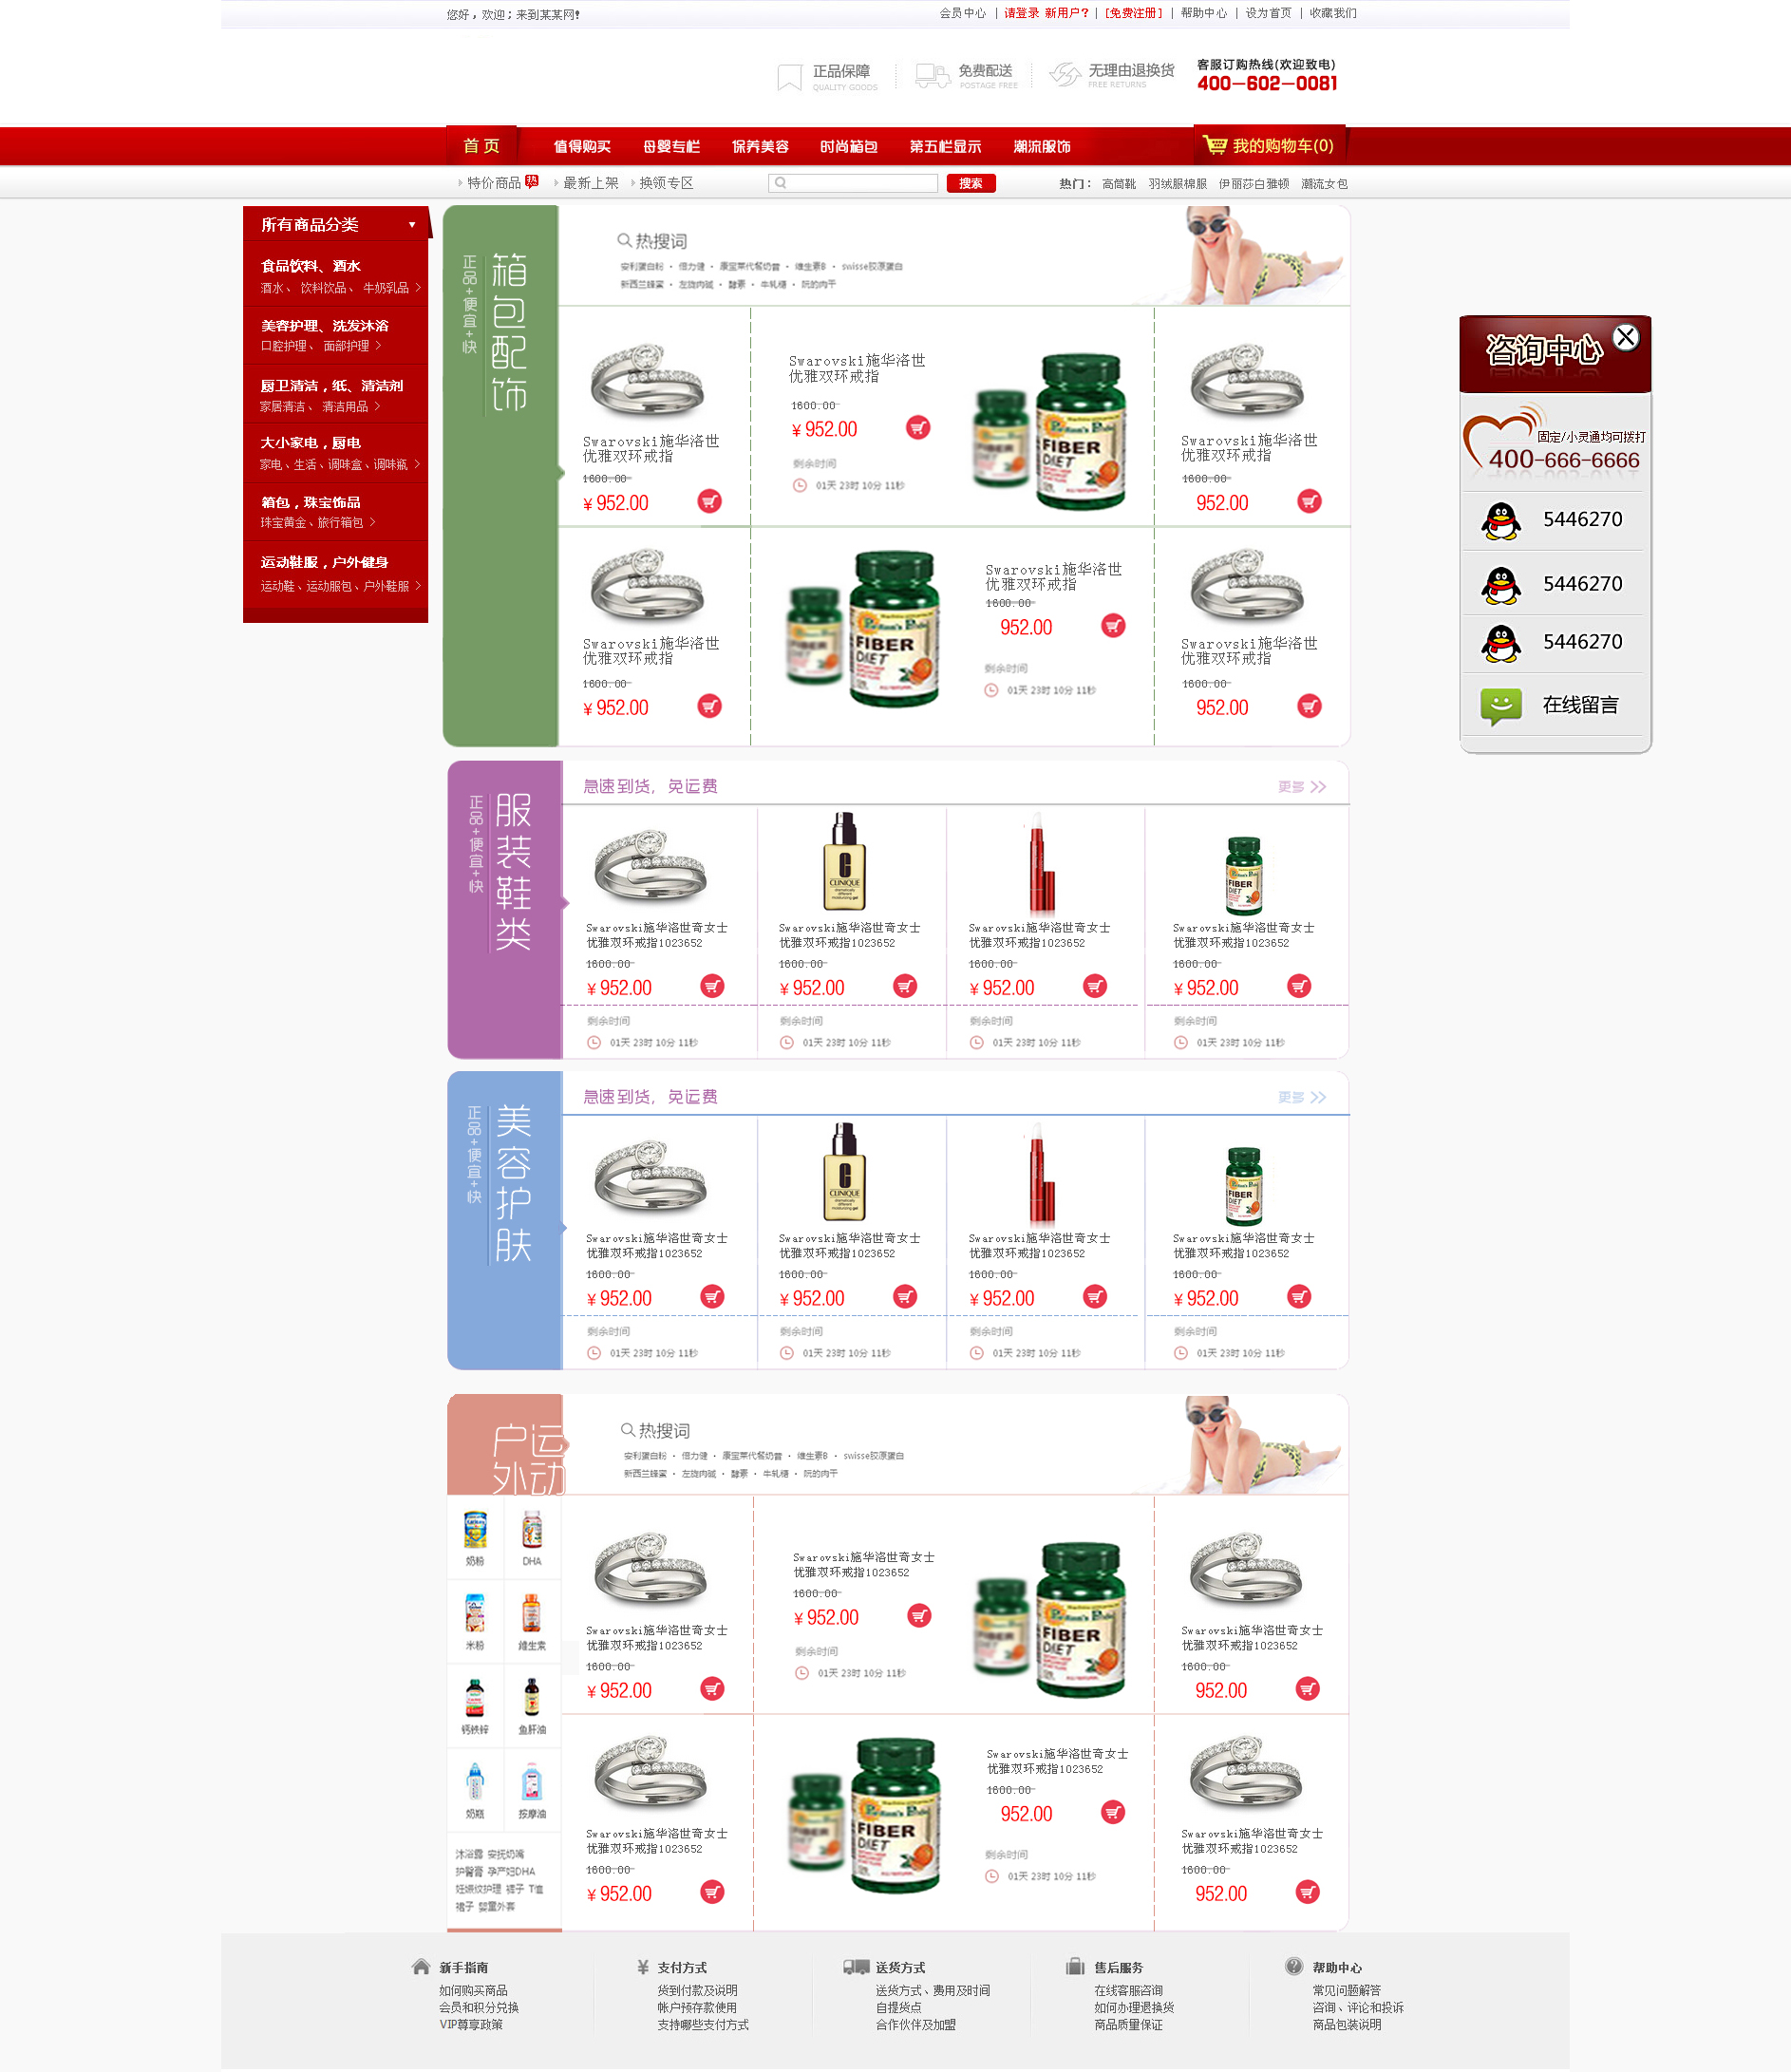 您好，欢迎；来到某某网！
会员中心 | 请登录 新用户？ | [免费注册] | 帮助中心 | 设为首页 | 收藏我们
正品保障
QUALITY GOODS
免费配送
POSTAGE FREE
无理由退换货
FREE RETURNS
客服订购热线(欢迎致电)
400-602-0081
首 页 值得购买 母婴专栏 保养美容 时尚箱包 第五栏显示 潮流服饰 我的购物车(0)
特价商品 热 最新上架 换领专区 搜索 热门： 高筒靴 羽绒服棉服 伊丽莎白雅顿 潮流女包
所有商品分类
食品饮料、酒水
酒水、 饮料饮品、 牛奶乳品
美容护理、洗发沐浴
口腔护理、 面部护理
厨卫清洁，纸、清洁剂
家居清洁、 清洁用品
大小家电，厨电
家电、生活、调味盒、调味瓶
箱包，珠宝饰品
珠宝黄金、旅行箱包
运动鞋服，户外健身
运动鞋、运动服包、户外鞋服
箱包配饰
正品+便宜+快
热搜词
安利蛋白粉 • 倍力健 • 康宝莱代餐奶昔 • 维生素B • swisse胶原蛋白
新西兰蜂蜜 • 左旋肉碱 • 酵素 • 牛轧糖 • 阮的肉干
Swarovski施华洛世
优雅双环戒指
1600.00
¥ 952.00
Swarovski施华洛世
优雅双环戒指
1600.00
¥ 952.00
剩余时间
01天 23时 10分 11秒
FIBER
DIET
Swarovski施华洛世
优雅双环戒指
1600.00
952.00
Swarovski施华洛世
优雅双环戒指
1600.00
¥ 952.00
FIBER
DIET
Swarovski施华洛世
优雅双环戒指
1600.00
952.00
剩余时间
01天 23时 10分 11秒
Swarovski施华洛世
优雅双环戒指
1600.00
952.00
咨询中心
固定/小灵通均可拨打
400-666-6666
5446270
5446270
5446270
在线留言
服装鞋类
正品+便宜+快
急速到货，免运费 更多
CLINIQUE
FIBER
DIET
Swarovski施华洛世奇女士
优雅双环戒指1023652
1600.00
¥ 952.00
剩余时间
01天 23时 10分 11秒
Swarovski施华洛世奇女士
优雅双环戒指1023652
1600.00
¥ 952.00
剩余时间
01天 23时 10分 11秒
Swarovski施华洛世奇女士
优雅双环戒指1023652
1600.00
¥ 952.00
剩余时间
01天 23时 10分 11秒
Swarovski施华洛世奇女士
优雅双环戒指1023652
1600.00
¥ 952.00
剩余时间
01天 23时 10分 11秒
美容护肤
正品+便宜+快
急速到货，免运费 更多
CLINIQUE
FIBER
DIET
Swarovski施华洛世奇女士
优雅双环戒指1023652
1600.00
¥ 952.00
剩余时间
01天 23时 10分 11秒
Swarovski施华洛世奇女士
优雅双环戒指1023652
1600.00
¥ 952.00
剩余时间
01天 23时 10分 11秒
Swarovski施华洛世奇女士
优雅双环戒指1023652
1600.00
¥ 952.00
剩余时间
01天 23时 10分 11秒
Swarovski施华洛世奇女士
优雅双环戒指1023652
1600.00
¥ 952.00
剩余时间
01天 23时 10分 11秒
户运
外动
热搜词
安利蛋白粉 • 倍力健 • 康宝莱代餐奶昔 • 维生素B • swisse胶原蛋白
新西兰蜂蜜 • 左旋肉碱 • 酵素 • 牛轧糖 • 阮的肉干
奶粉 DHA
米粉 维生素
钙铁锌 鱼肝油
奶瓶 按摩油
沐浴露 安抚奶嘴
护臀膏 孕产妇DHA
妊娠纹护理 裤子 T恤
裙子 婴童外套
Swarovski施华洛世奇女士
优雅双环戒指1023652
1600.00
¥ 952.00
Swarovski施华洛世奇女士
优雅双环戒指1023652
1600.00
¥ 952.00
剩余时间
01天 23时 10分 11秒
FIBER
DIET
Swarovski施华洛世奇女士
优雅双环戒指1023652
1600.00
952.00
Swarovski施华洛世奇女士
优雅双环戒指1023652
1600.00
¥ 952.00
FIBER
DIET
Swarovski施华洛世奇女士
优雅双环戒指1023652
1600.00
952.00
剩余时间
01天 23时 10分 11秒
Swarovski施华洛世奇女士
优雅双环戒指1023652
1600.00
952.00
新手指南
如何购买商品
会员和积分兑换
VIP尊享政策
¥ 支付方式
货到付款及说明
帐户预存款使用
支持哪些支付方式
送货方式
送货方式、费用及时间
自提货点
合作伙伴及加盟
售后服务
在线客服咨询
如何办理退换货
商品质量保证
? 帮助中心
常见问题解答
咨询、评论和投诉
商品包装说明